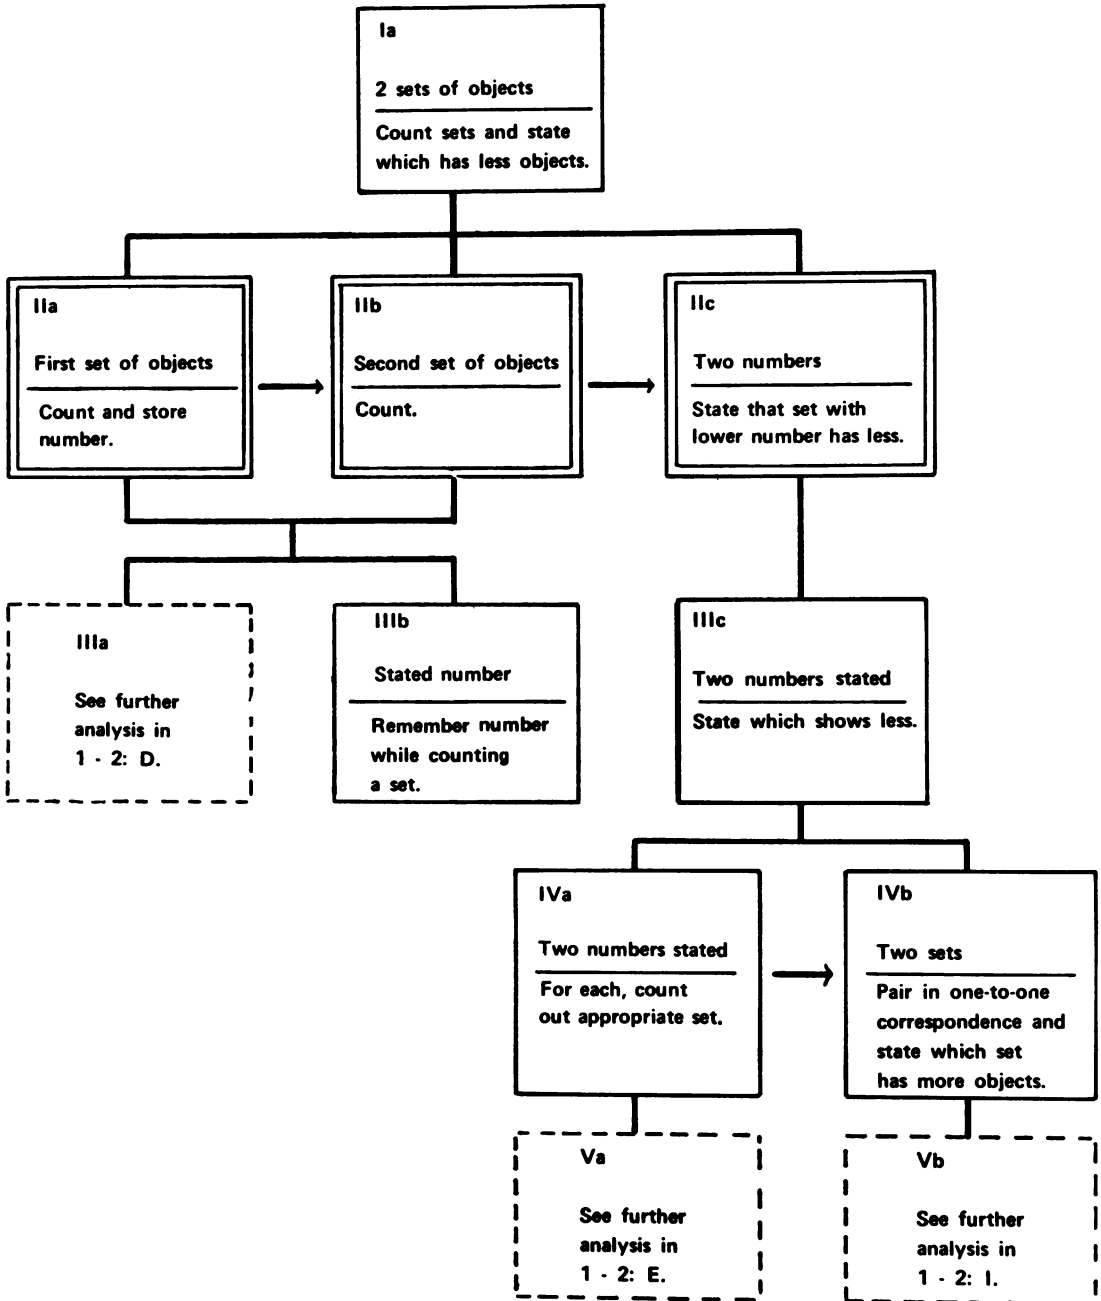 Ia
2 sets of objects
Count sets and state
which has less objects.
IIa
First set of objects
Count and store
number.
IIb
Second set of objects
Count.
IIc
Two numbers
State that set with
lower number has less.
IIIa
See further
analysis in
1 - 2: D.
IIIb
Stated number
Remember number
while counting
a set.
IIIc
Two numbers stated
State which shows less.
IVa
Two numbers stated
For each, count
out appropriate set.
IVb
Two sets
Pair in one-to-one
correspondence and
state which set
has more objects.
Va
See further
analysis in
1 - 2: E.
Vb
See further
analysis in
1 - 2: I.